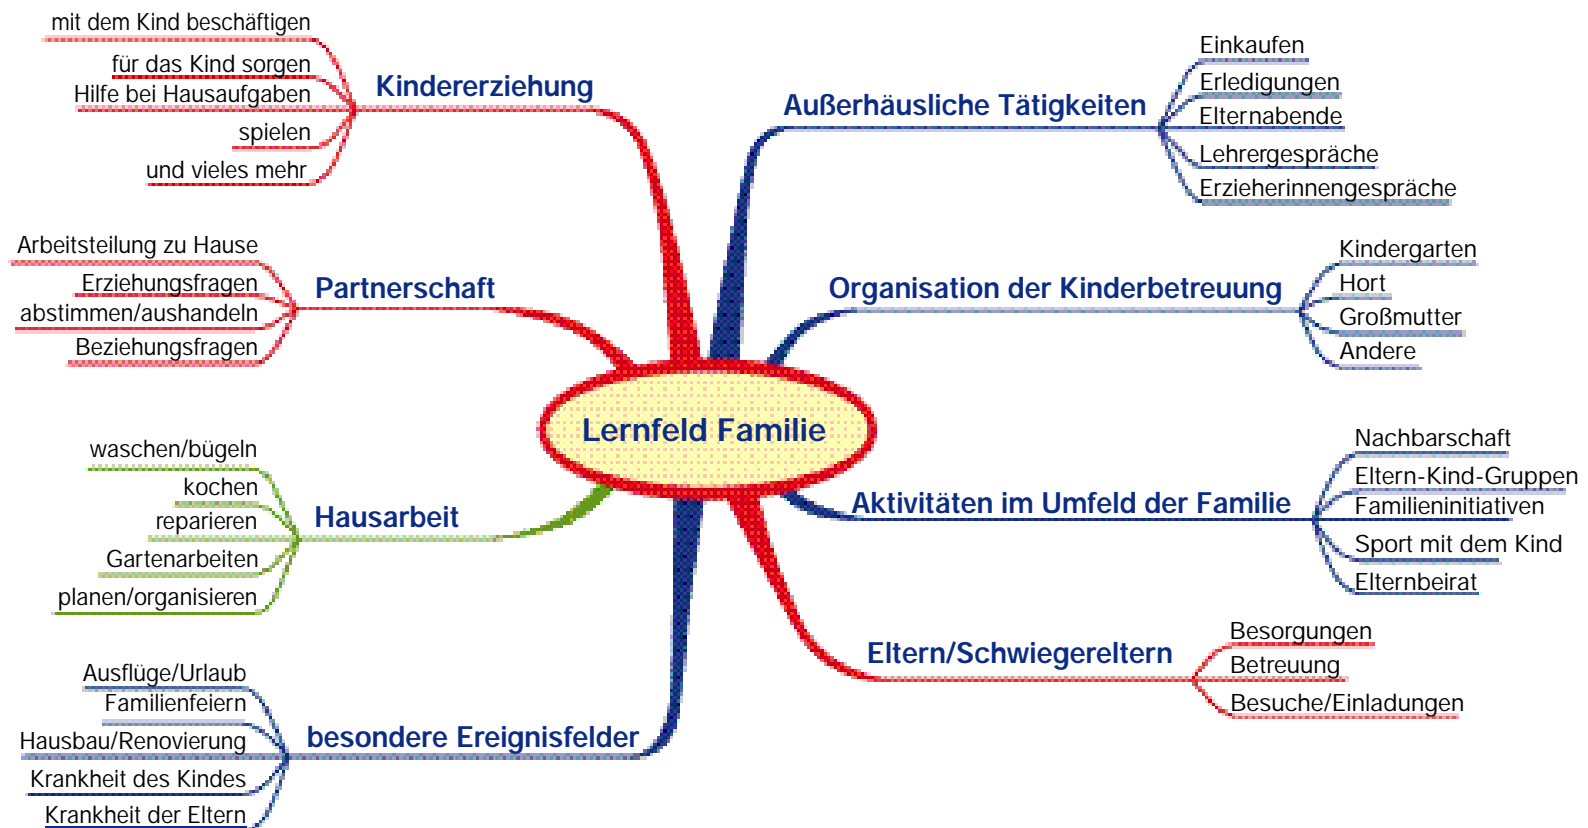 Lernfeld Familie
Kindererziehung
mit dem Kind beschäftigen
für das Kind sorgen
Hilfe bei Hausaufgaben
spielen
und vieles mehr
Partnerschaft
Arbeitsteilung zu Hause
Erziehungsfragen
abstimmen/aushandeln
Beziehungsfragen
Hausarbeit
waschen/bügeln
kochen
reparieren
Gartenarbeiten
planen/organisieren
besondere Ereignisfelder
Ausflüge/Urlaub
Familienfeiern
Hausbau/Renovierung
Krankheit des Kindes
Krankheit der Eltern
Außerhäusliche Tätigkeiten
Einkaufen
Erledigungen
Elternabende
Lehrergespräche
Erzieherinnengespräche
Organisation der Kinderbetreuung
Kindergarten
Hort
Großmutter
Andere
Aktivitäten im Umfeld der Familie
Nachbarschaft
Eltern-Kind-Gruppen
Familieninitiativen
Sport mit dem Kind
Elternbeirat
Eltern/Schwiegereltern
Besorgungen
Betreuung
Besuche/Einladungen